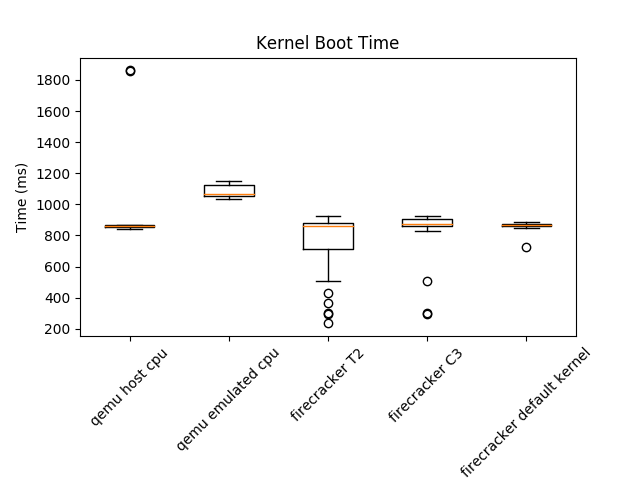 Kernel Boot Time
Time (ms)
1800
1600
1400
1200
1000
800
600
400
200
qemu host cpu
qemu emulated cpu
firecracker T2
firecracker C3
firecracker default kernel